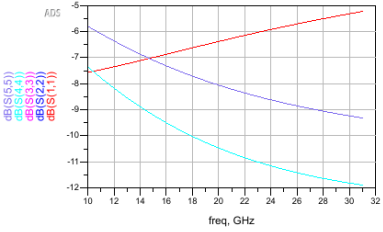 ADS
dB(S(5,5))
dB(S(4,4))
dB(S(3,3))
dB(S(2,2))
dB(S(1,1))
-5
-6
-7
-8
-9
-10
-11
-12
10 12 14 16 18 20 22 24 26 28 30 32
freq, GHz